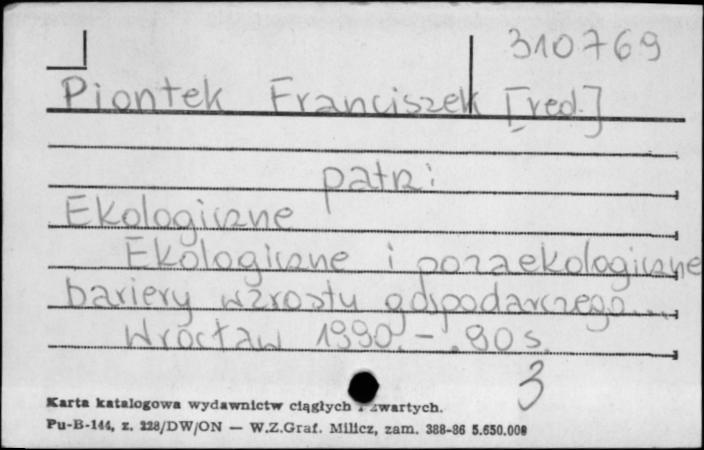 310769
Piontek Franciszek [red.]
patrz:
Ekologiczne
Ekologiczne i pozaekologiczne
bariery wzrostu gospodarczego...
Wrocław 1990. – 90 s.
3
Karta katalogowa wydawnictw ciągłych i zwartych.
Pu-B-144, z. 228/DW/ON — W.Z.Graf. Milicz, zam. 388-86 5.650.000